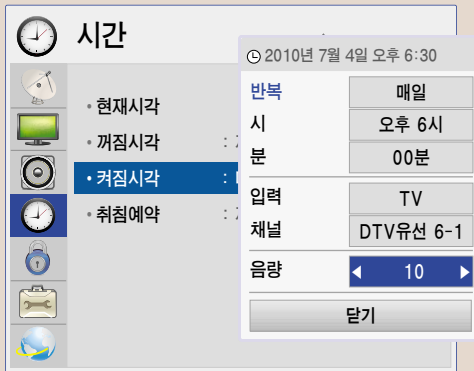 시간
2010년 7월 4일 오후 6:30
현재시각
꺼짐시각 :
켜짐시각 :
취침예약 :
반복 매일
시 오후 6시
분 00분
입력 TV
채널 DTV유선 6-1
음량 10
닫기